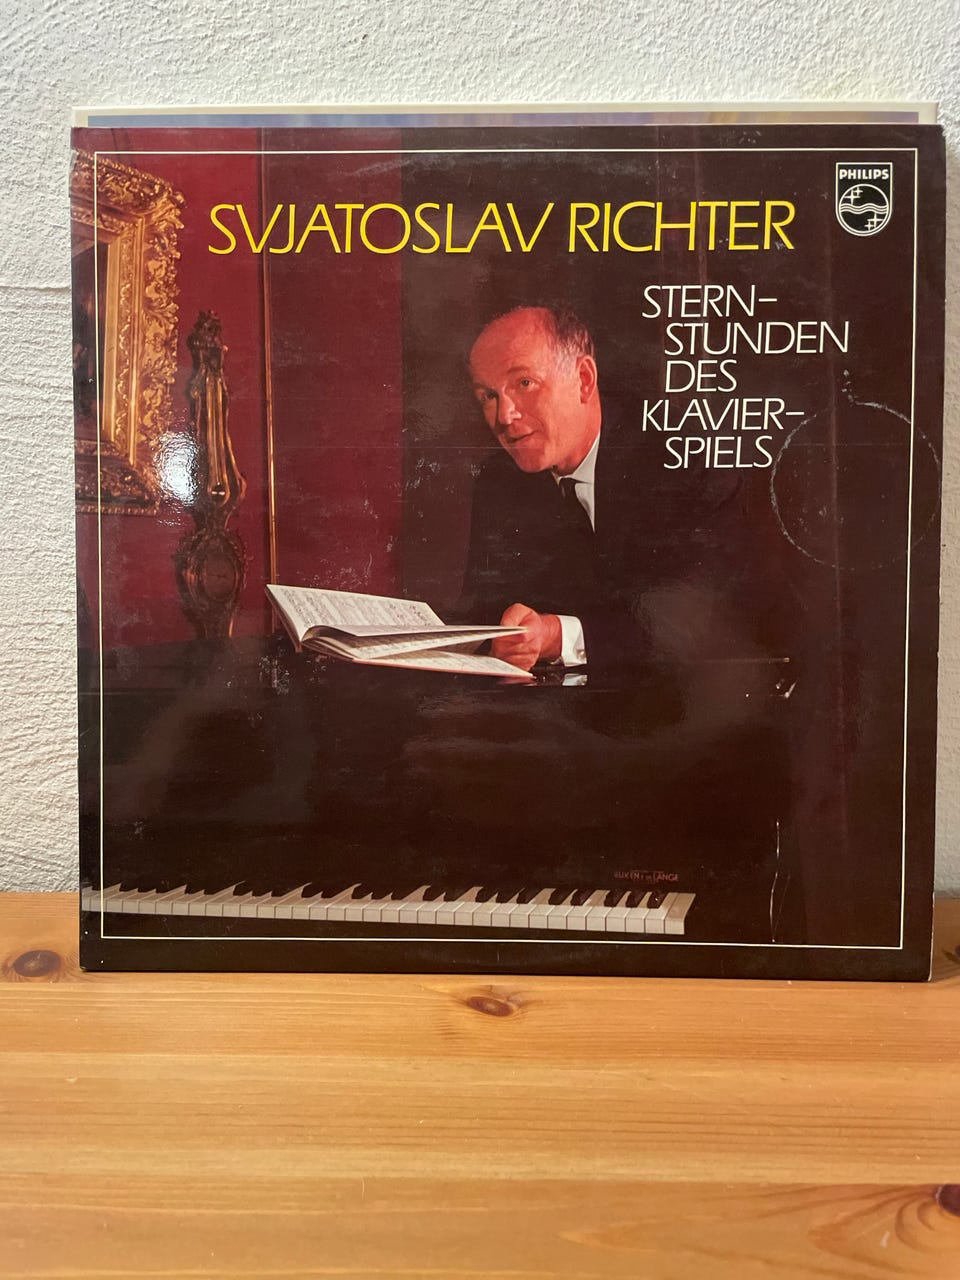 PHILIPS
SVJATOSLAV RICHTER
STERN-
STUNDEN
DES
KLAVIER-
SPIELS